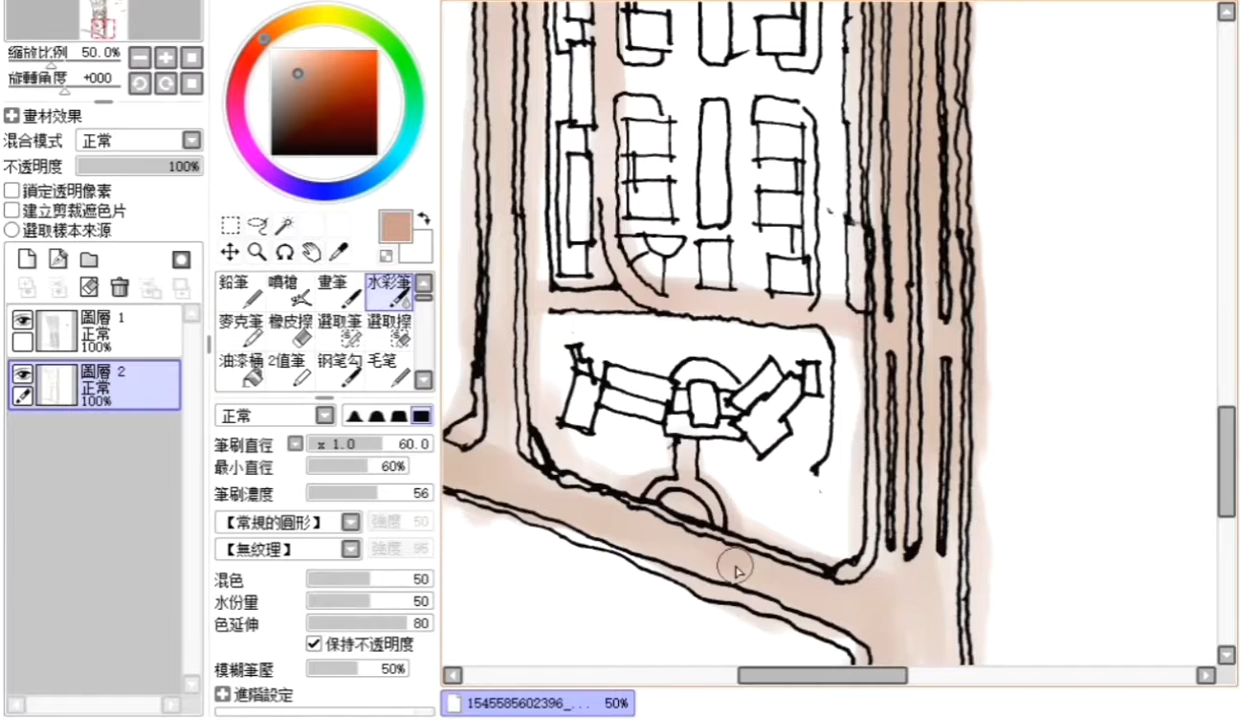 縮放比例 50.0%
旋轉角度 +000
畫材效果
混合模式 正常
不透明度 100%
鎖定透明像素
建立剪裁遮色片
選取樣本來源
圖層 1
正常
100%
圖層 2
正常
100%
鉛筆 噴槍 畫筆 水彩筆
麥克筆 橡皮擦 選取筆 選取擦
油漆桶 2值筆 钢笔勾 毛笔
正常
筆刷直徑 x 1.0 60.0
最小直徑 60%
筆刷濃度 56
【常規的圓形】 強度 50
【無紋理】 強度 95
混色 50
水份量 50
色延伸 80
保持不透明度
模糊筆壓 50%
進階設定
1545585602396_... 50%